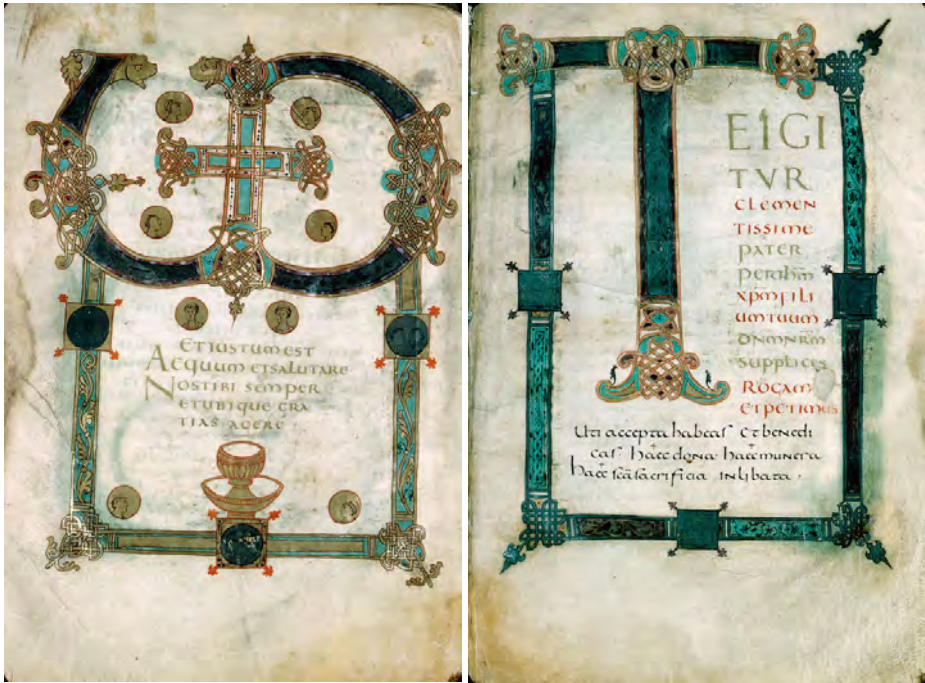 VD
ET IUSTUM EST
AEQUUM ET SALUTARE
NOS TIBI SEMPER
ET UBIQUE GRA
TIAS AGERE ·
T
E IGI
TVR
CLEMEN
TISSIME
PATER
PER IHM
XPM FILI
UM TUUM
DNM NRM
SUPPLICES
ROGAM
ET PETIMUS
Uti accepta habeas et benedi
cas haec dona haec munera
haec scā sacrificia inlibata ·